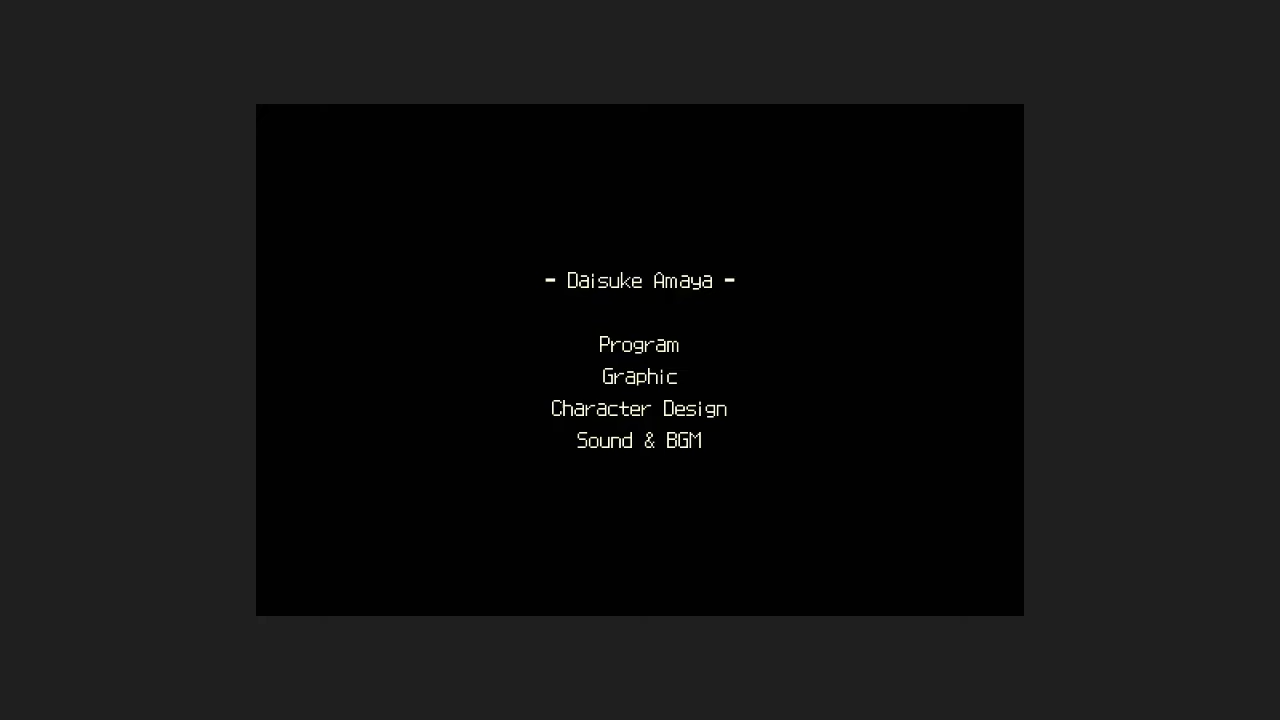 - Daisuke Amaya -
Program
Graphic
Character Design
Sound & BGM